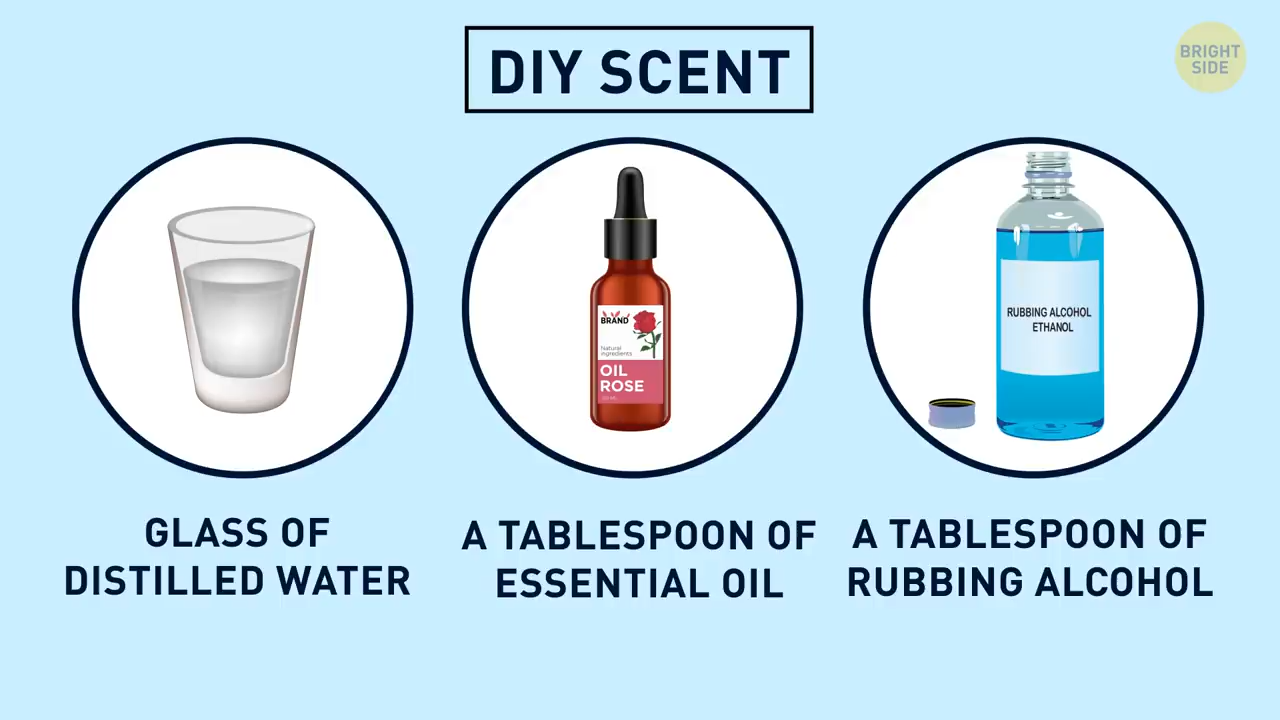 DIY SCENT
BRIGHT
SIDE
BRAND
Natural
ingredients
OIL
ROSE
RUBBING ALCOHOL
ETHANOL
GLASS OF
DISTILLED WATER
A TABLESPOON OF
ESSENTIAL OIL
A TABLESPOON OF
RUBBING ALCOHOL